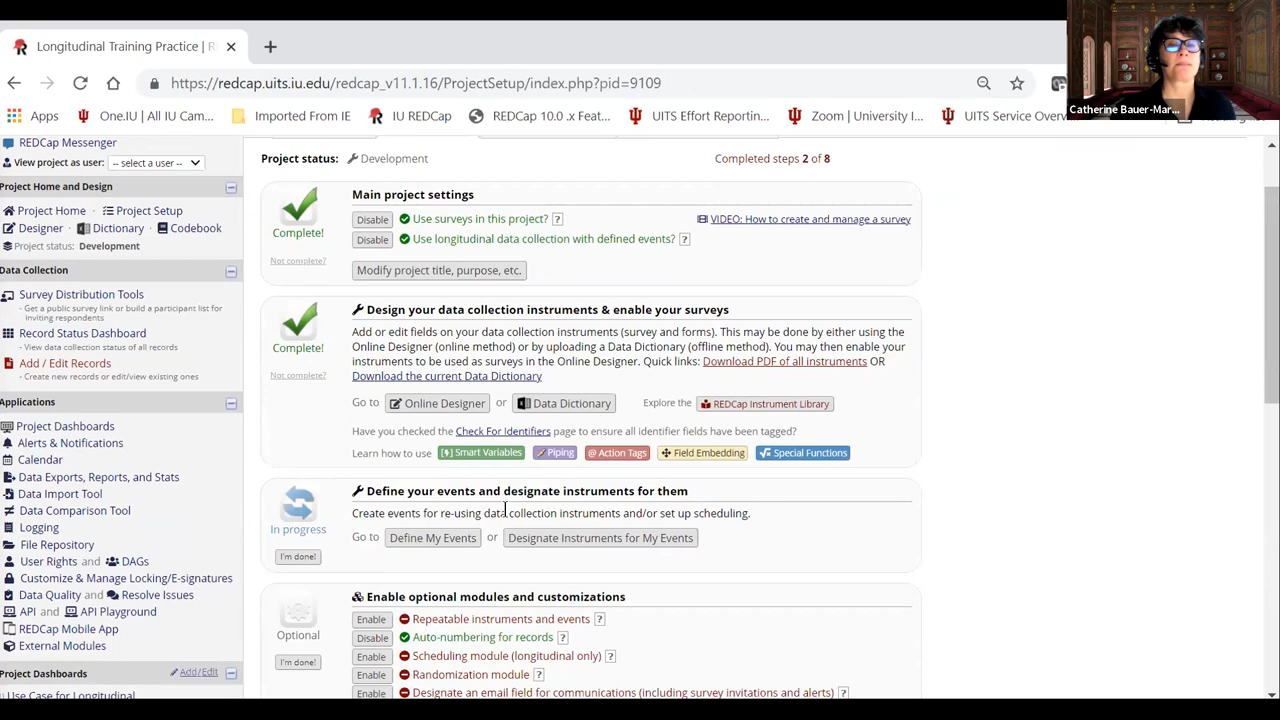 Longitudinal Training Practice | R
https://redcap.uits.iu.edu/redcap_v11.1.16/ProjectSetup/index.php?pid=9109
Catherine Bauer-Mar...
Apps
One.IU | All IU Cam...
Imported From IE
IU REDCap
REDCap 10.0 .x Feat...
UITS Effort Reportin...
Zoom | University I...
UITS Service Overv...
REDCap Messenger
View project as user: -- select a user --
Project Home and Design
Project Home · Project Setup
Designer · Dictionary · Codebook
Project status: Development
Data Collection
Survey Distribution Tools
- Get a public survey link or build a participant list for
inviting respondents
Record Status Dashboard
- View data collection status of all records
Add / Edit Records
- Create new records or edit/view existing ones
Applications
Project Dashboards
Alerts & Notifications
Calendar
Data Exports, Reports, and Stats
Data Import Tool
Data Comparison Tool
Logging
File Repository
User Rights and DAGs
Customize & Manage Locking/E-signatures
Data Quality and Resolve Issues
API and API Playground
REDCap Mobile App
External Modules
Project Dashboards Add/Edit
Use Case for Longitudinal
Project status: Development
Completed steps 2 of 8
Complete!
Not complete?
Main project settings
Disable Use surveys in this project? ?
VIDEO: How to create and manage a survey
Disable Use longitudinal data collection with defined events? ?
Modify project title, purpose, etc.
Complete!
Not complete?
Design your data collection instruments & enable your surveys
Add or edit fields on your data collection instruments (survey and forms). This may be done by either using the
Online Designer (online method) or by uploading a Data Dictionary (offline method). You may then enable your
instruments to be used as surveys in the Online Designer. Quick links: Download PDF of all instruments OR
Download the current Data Dictionary
Go to Online Designer or Data Dictionary Explore the REDCap Instrument Library
Have you checked the Check For Identifiers page to ensure all identifier fields have been tagged?
Learn how to use [ ] Smart Variables Piping @ Action Tags Field Embedding Special Functions
In progress
I'm done!
Define your events and designate instruments for them
Create events for re-using data collection instruments and/or set up scheduling.
Go to Define My Events or Designate Instruments for My Events
Optional
I'm done!
Enable optional modules and customizations
Enable Repeatable instruments and events ?
Disable Auto-numbering for records ?
Enable Scheduling module (longitudinal only) ?
Enable Randomization module ?
Enable Designate an email field for communications (including survey invitations and alerts) ?